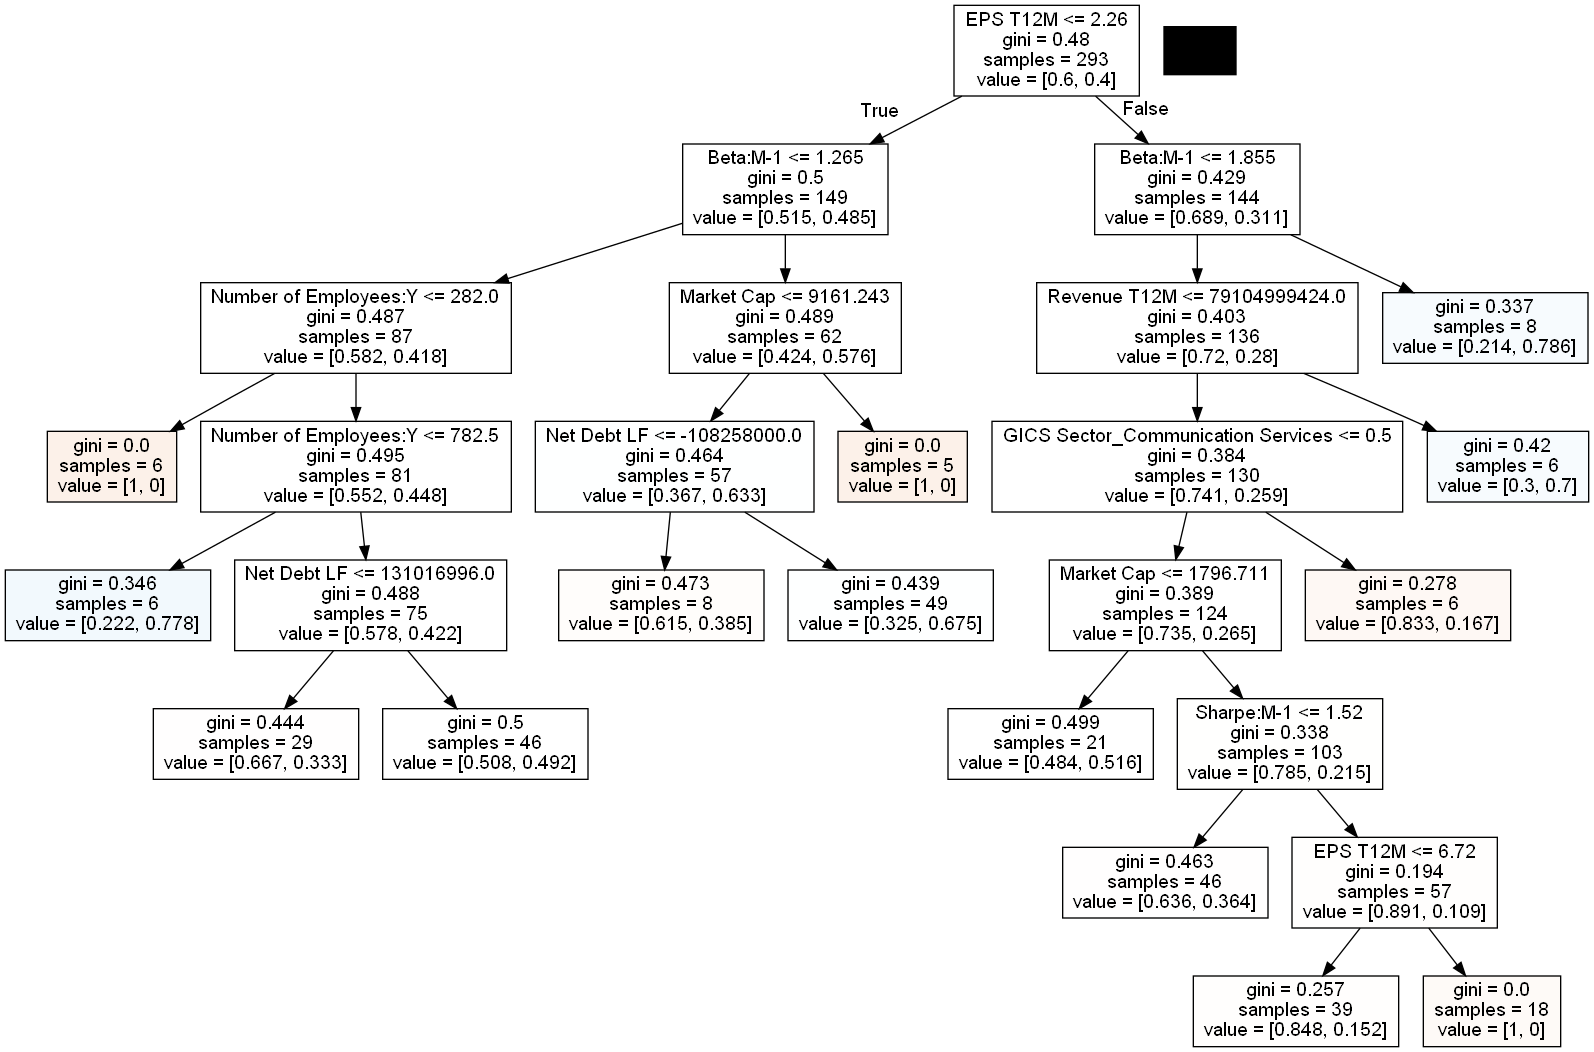 EPS T12M <= 2.26
gini = 0.48
samples = 293
value = [0.6, 0.4]
True
False
Beta:M-1 <= 1.265
gini = 0.5
samples = 149
value = [0.515, 0.485]
Beta:M-1 <= 1.855
gini = 0.429
samples = 144
value = [0.689, 0.311]
Number of Employees:Y <= 282.0
gini = 0.487
samples = 87
value = [0.582, 0.418]
Market Cap <= 9161.243
gini = 0.489
samples = 62
value = [0.424, 0.576]
Revenue T12M <= 79104999424.0
gini = 0.403
samples = 136
value = [0.72, 0.28]
gini = 0.337
samples = 8
value = [0.214, 0.786]
gini = 0.0
samples = 6
value = [1, 0]
Number of Employees:Y <= 782.5
gini = 0.495
samples = 81
value = [0.552, 0.448]
Net Debt LF <= -108258000.0
gini = 0.464
samples = 57
value = [0.367, 0.633]
gini = 0.0
samples = 5
value = [1, 0]
GICS Sector_Communication Services <= 0.5
gini = 0.384
samples = 130
value = [0.741, 0.259]
gini = 0.42
samples = 6
value = [0.3, 0.7]
gini = 0.346
samples = 6
value = [0.222, 0.778]
Net Debt LF <= 131016996.0
gini = 0.488
samples = 75
value = [0.578, 0.422]
gini = 0.473
samples = 8
value = [0.615, 0.385]
gini = 0.439
samples = 49
value = [0.325, 0.675]
Market Cap <= 1796.711
gini = 0.389
samples = 124
value = [0.735, 0.265]
gini = 0.278
samples = 6
value = [0.833, 0.167]
gini = 0.444
samples = 29
value = [0.667, 0.333]
gini = 0.5
samples = 46
value = [0.508, 0.492]
gini = 0.499
samples = 21
value = [0.484, 0.516]
Sharpe:M-1 <= 1.52
gini = 0.338
samples = 103
value = [0.785, 0.215]
gini = 0.463
samples = 46
value = [0.636, 0.364]
EPS T12M <= 6.72
gini = 0.194
samples = 57
value = [0.891, 0.109]
gini = 0.257
samples = 39
value = [0.848, 0.152]
gini = 0.0
samples = 18
value = [1, 0]